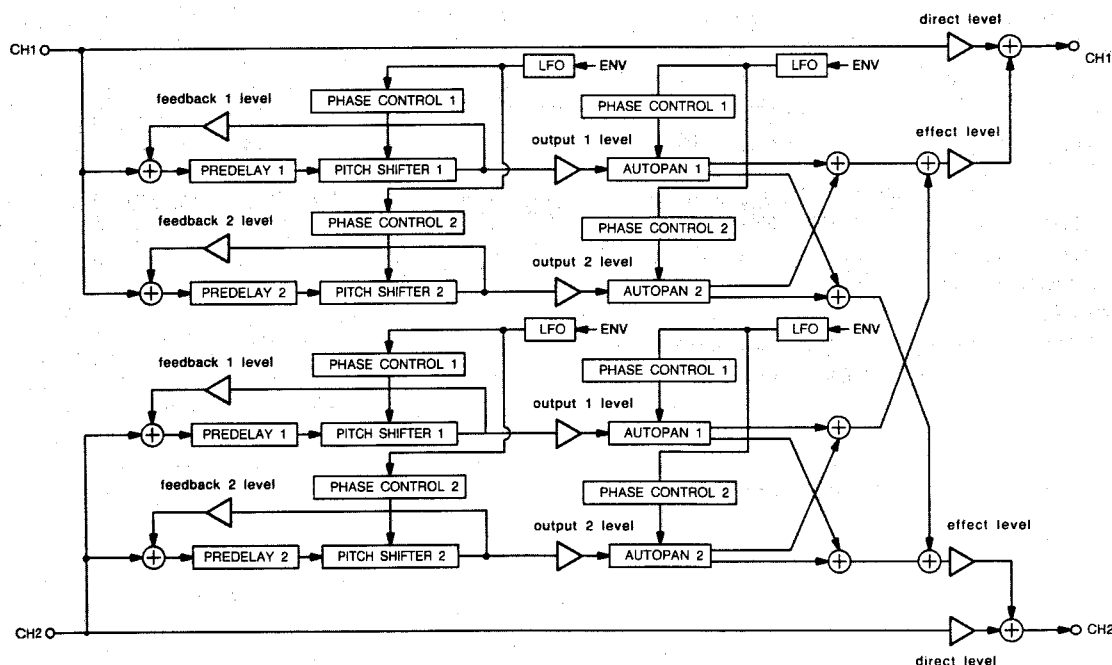 direct level
CH1
CH1
LFO
ENV
LFO
ENV
feedback 1 level
PHASE CONTROL 1
PHASE CONTROL 1
output 1 level
effect level
PREDELAY 1
PITCH SHIFTER 1
AUTOPAN 1
feedback 2 level
PHASE CONTROL 2
PHASE CONTROL 2
output 2 level
PREDELAY 2
PITCH SHIFTER 2
AUTOPAN 2
LFO
ENV
LFO
ENV
feedback 1 level
PHASE CONTROL 1
PHASE CONTROL 1
output 1 level
PREDELAY 1
PITCH SHIFTER 1
AUTOPAN 1
feedback 2 level
PHASE CONTROL 2
PHASE CONTROL 2
output 2 level
effect level
PREDELAY 2
PITCH SHIFTER 2
AUTOPAN 2
CH2
CH2
direct level